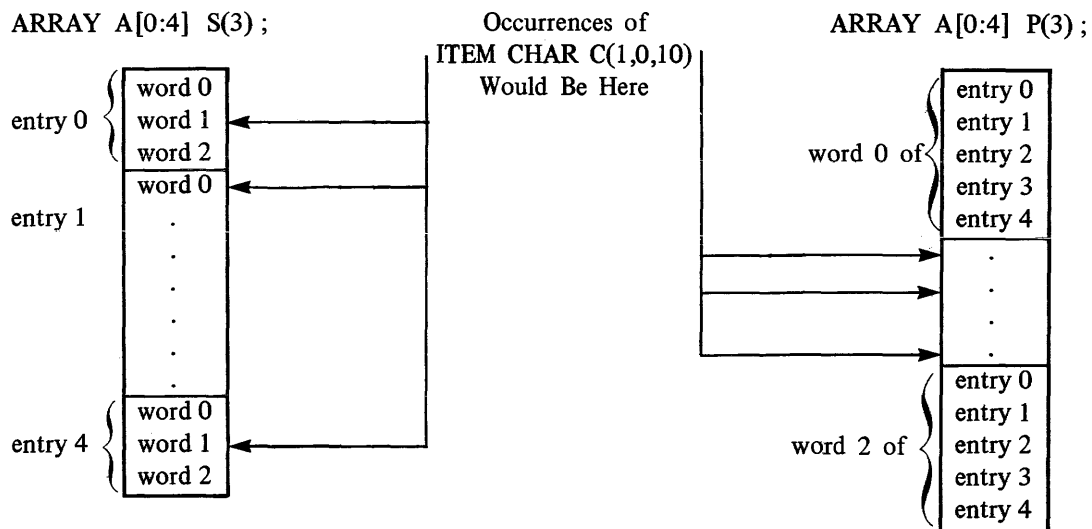 ARRAY A[0:4] S(3) ;
Occurrences of
ITEM CHAR C(1,0,10)
Would Be Here
ARRAY A[0:4] P(3) ;
entry 0
word 0
word 1
word 2
entry 1
word 0
.
.
.
.
.
.
entry 4
word 0
word 1
word 2
word 0 of
entry 0
entry 1
entry 2
entry 3
entry 4
.
.
.
.
word 2 of
entry 0
entry 1
entry 2
entry 3
entry 4